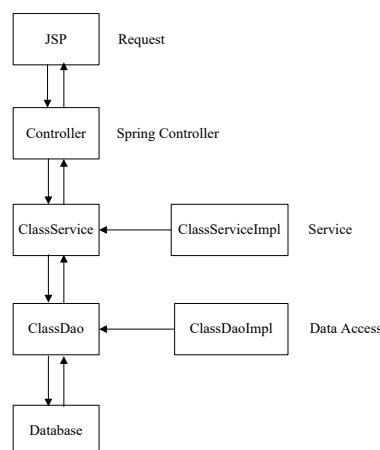 JSP Request
Controller Spring Controller
ClassService ClassServiceImpl Service
ClassDao ClassDaoImpl Data Access
Database